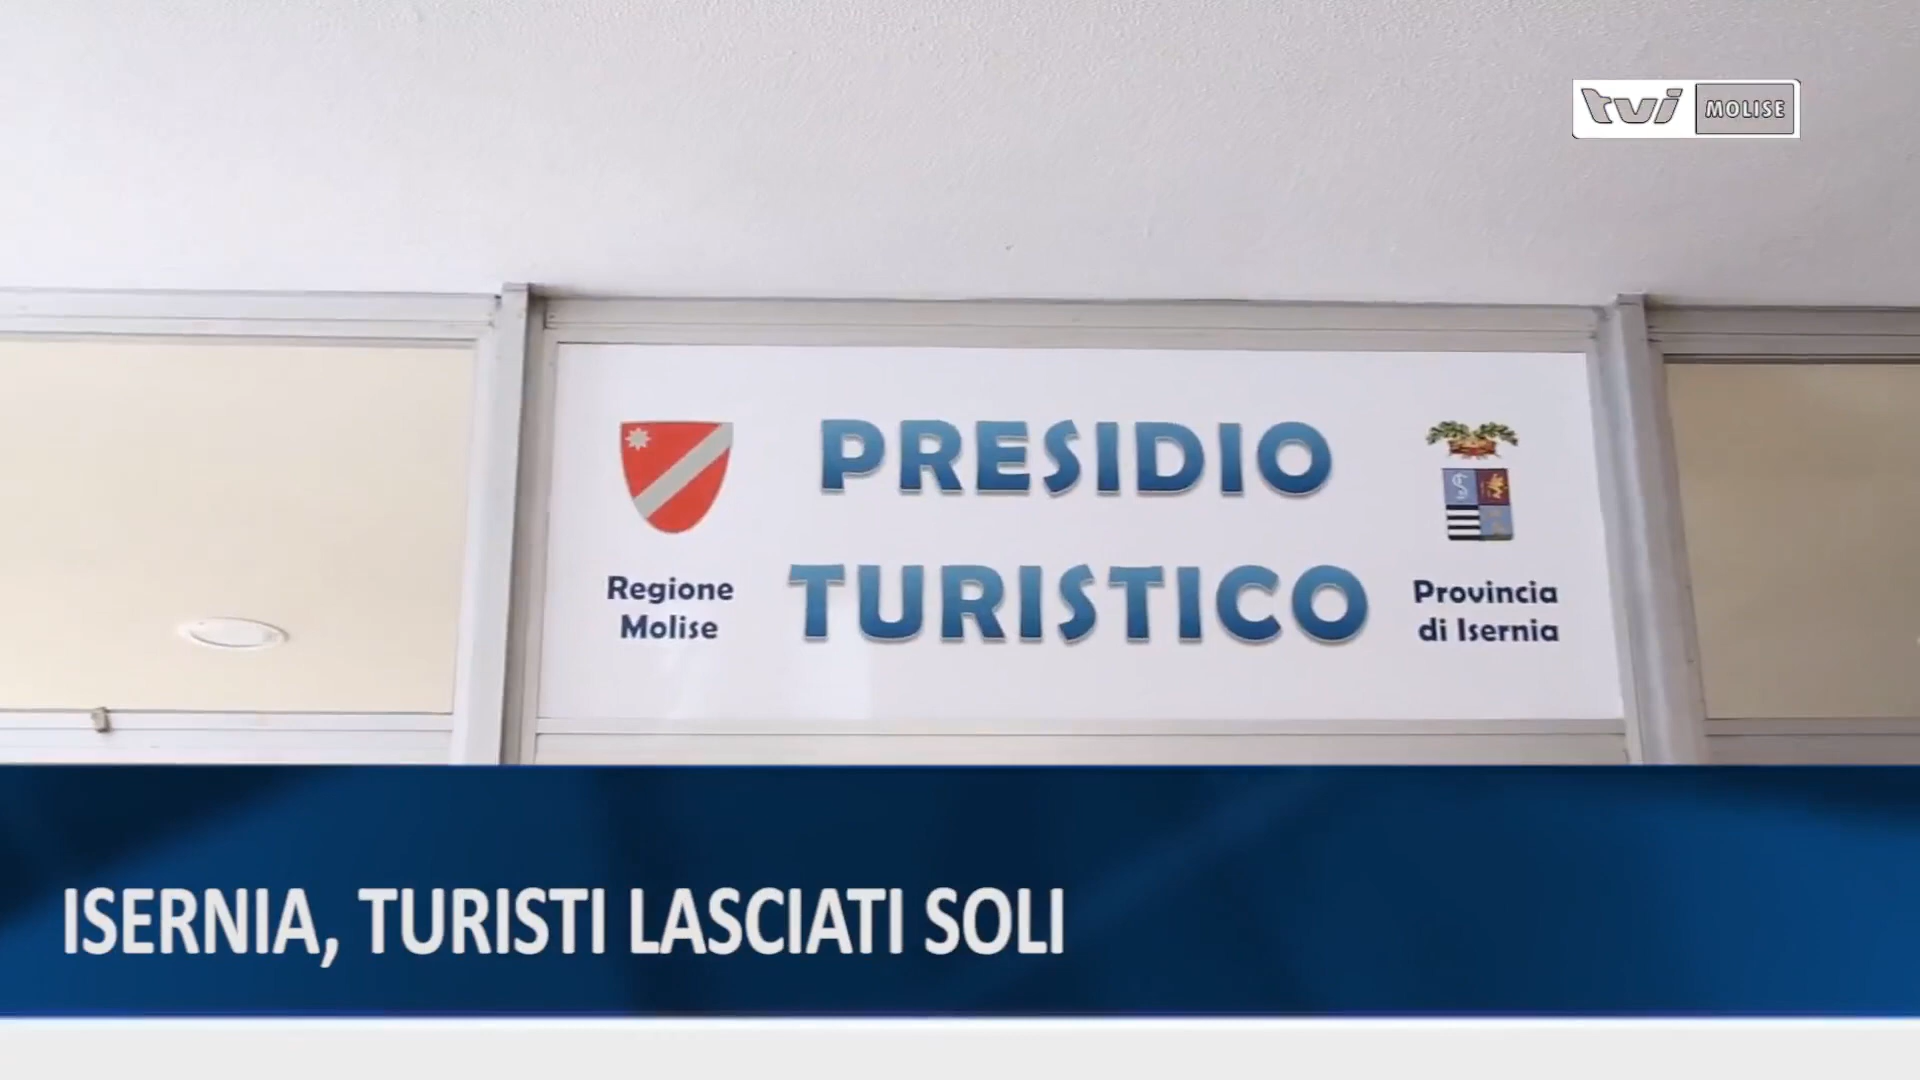 tvi MOLISE
PRESIDIO
TURISTICO
Regione
Molise
Provincia
di Isernia
ISERNIA, TURISTI LASCIATI SOLI